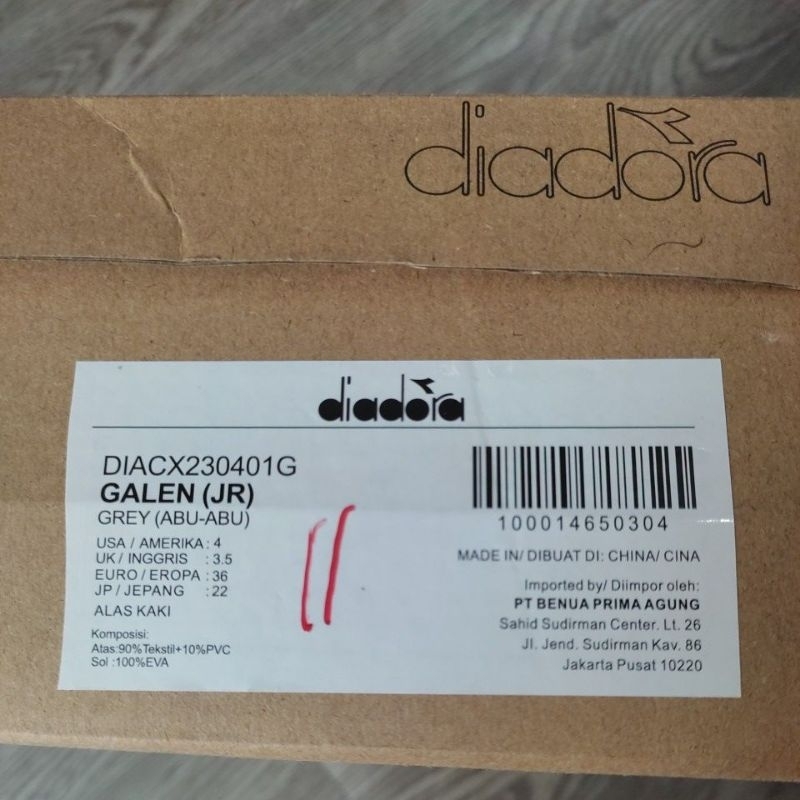 diadora
diadora
DIACX230401G
GALEN (JR)
GREY (ABU-ABU)
USA / AMERIKA : 4
UK / INGGRIS : 3.5
EURO / EROPA : 36
JP / JEPANG : 22
ALAS KAKI
Komposisi:
Atas:90%Tekstil+10%PVC
Sol :100%EVA
11
100014650304
MADE IN/ DIBUAT DI: CHINA/ CINA
Imported by/ Diimpor oleh:
PT BENUA PRIMA AGUNG
Sahid Sudirman Center. Lt. 26
Jl. Jend. Sudirman Kav. 86
Jakarta Pusat 10220